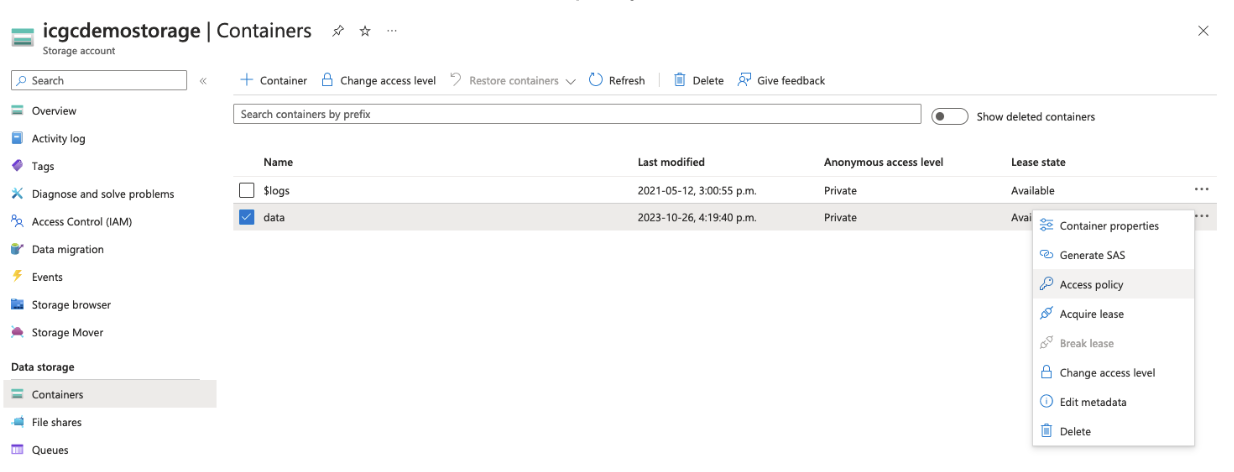 icgcdemostorage | Containers ...
Storage account
Search «
+ Container Change access level Restore containers Refresh Delete Give feedback
Overview
Search containers by prefix Show deleted containers
Activity log
Tags
Name Last modified Anonymous access level Lease state
Diagnose and solve problems
$logs 2021-05-12, 3:00:55 p.m. Private Available ...
Access Control (IAM)
data 2023-10-26, 4:19:40 p.m. Private Avai ...
Container properties
Data migration
Generate SAS
Events
Access policy
Storage browser
Acquire lease
Storage Mover
Break lease
Data storage
Change access level
Containers
Edit metadata
File shares
Delete
Queues